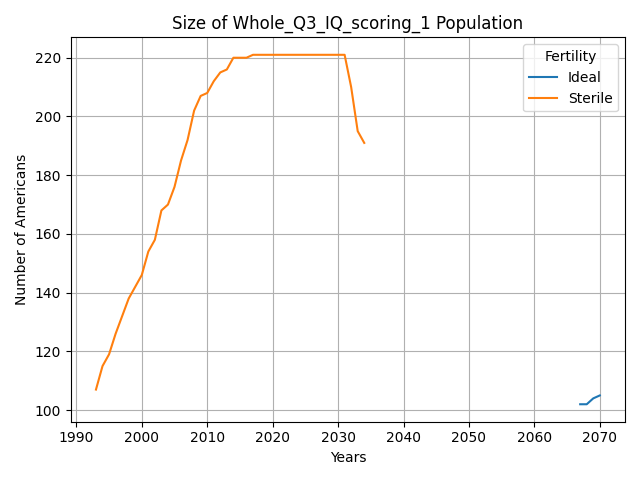 Size of Whole_Q3_IQ_scoring_1 Population
Fertility
Ideal
Sterile
Number of Americans
220
200
180
160
140
120
100
1990 2000 2010 2020 2030 2040 2050 2060 2070
Years